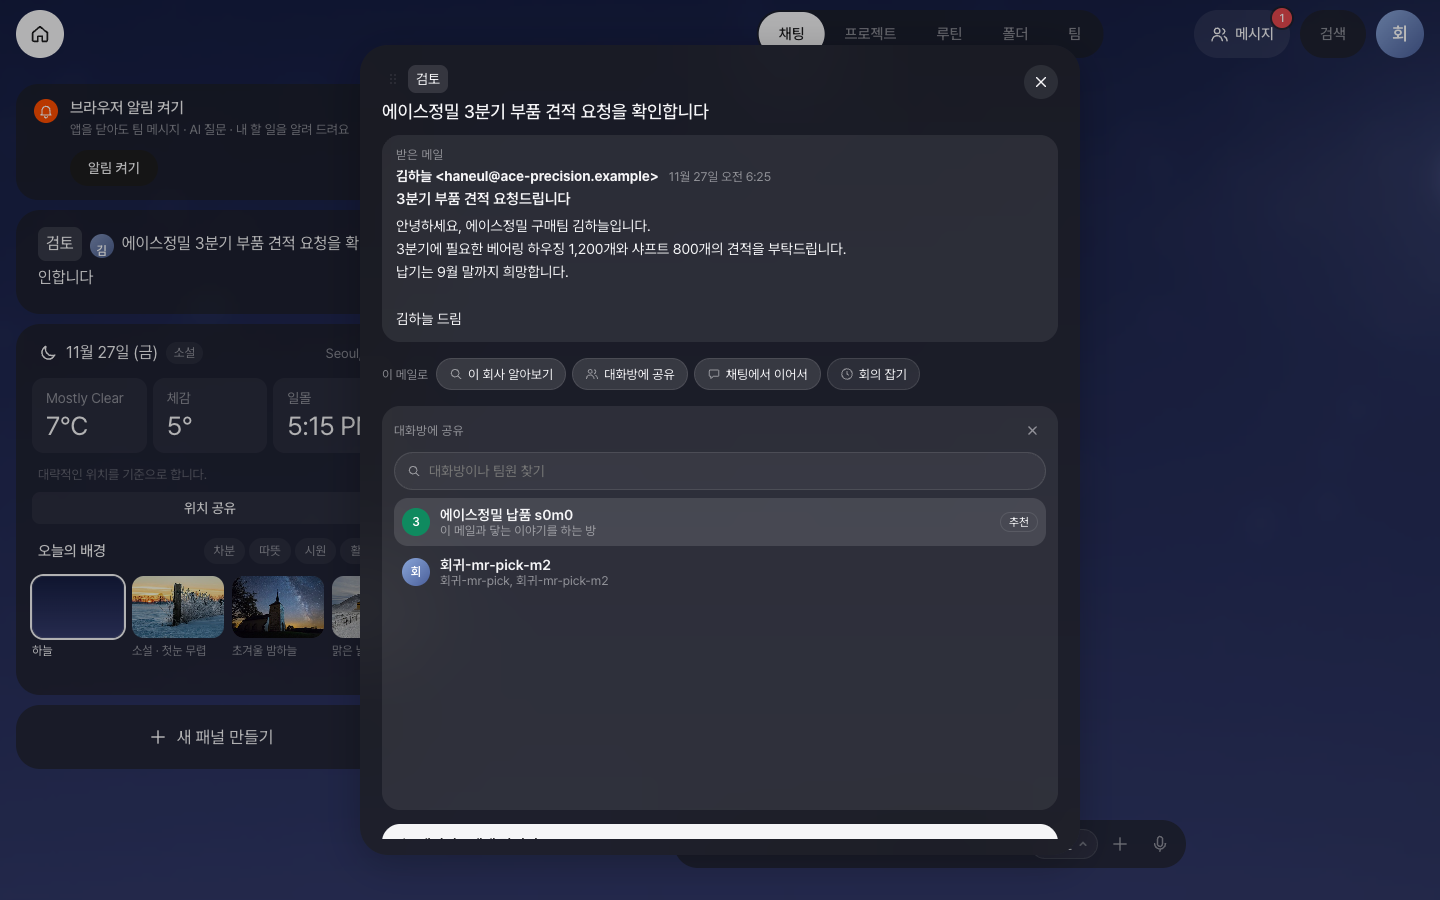 채팅
프로젝트
루틴
폴더
팀
메시지
1
검색
회
브라우저 알림 켜기
앱을 닫아도 팀 메시지 · AI 질문 · 내 할 일을 알려 드려요
알림 켜기
검토
김
에이스정밀 3분기 부품 견적 요청을 확
인합니다
11월 27일 (금)
소설
Seoul,
Mostly Clear
7°C
체감
5°
일몰
5:15 PM
대략적인 위치를 기준으로 합니다.
위치 공유
오늘의 배경
차분
따뜻
시원
하늘
소설 · 첫눈 무렵
초겨울 밤하늘
맑은
새 패널 만들기
검토
에이스정밀 3분기 부품 견적 요청을 확인합니다
받은 메일
김하늘 <haneul@ace-precision.example> 11월 27일 오전 6:25
3분기 부품 견적 요청드립니다
안녕하세요, 에이스정밀 구매팀 김하늘입니다.
3분기에 필요한 베어링 하우징 1,200개와 샤프트 800개의 견적을 부탁드립니다.
납기는 9월 말까지 희망합니다.
김하늘 드림
이 메일로
이 회사 알아보기
대화방에 공유
채팅에서 이어서
회의 잡기
대화방에 공유
대화방이나 팀원 찾기
3
에이스정밀 납품 s0m0
이 메일과 닿는 이야기를 하는 방
추천
회
회귀-mr-pick-m2
회귀-mr-pick, 회귀-mr-pick-m2